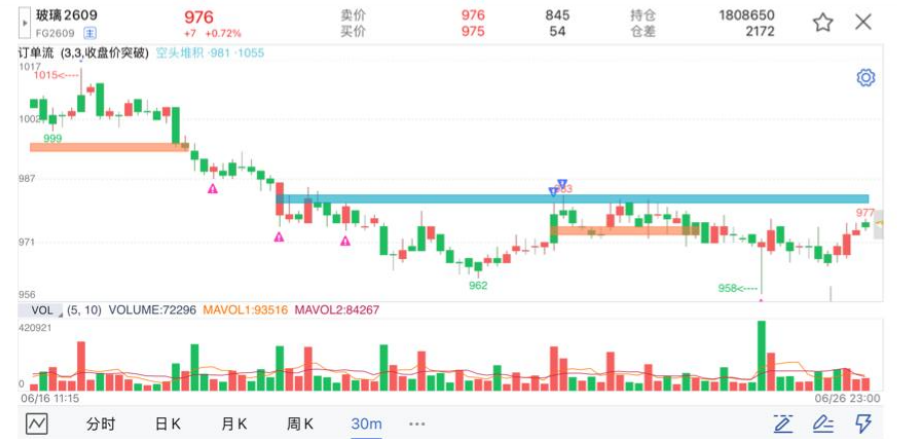 玻璃2609 976 卖价 976 845 持仓 1808650
FG2609 主 +7 +0.72% 买价 975 54 仓差 2172
订单流 (3,3,收盘价突破) 空头堆积 -981 -1055
1017
1015<----
1002
999
987
983
977
971
962
958<----
956
VOL (5, 10) VOLUME:72296 MAVOL1:93516 MAVOL2:84267
420921
0
06/16 11:15 06/26 23:00
分时 日K 月K 周K 30m ...